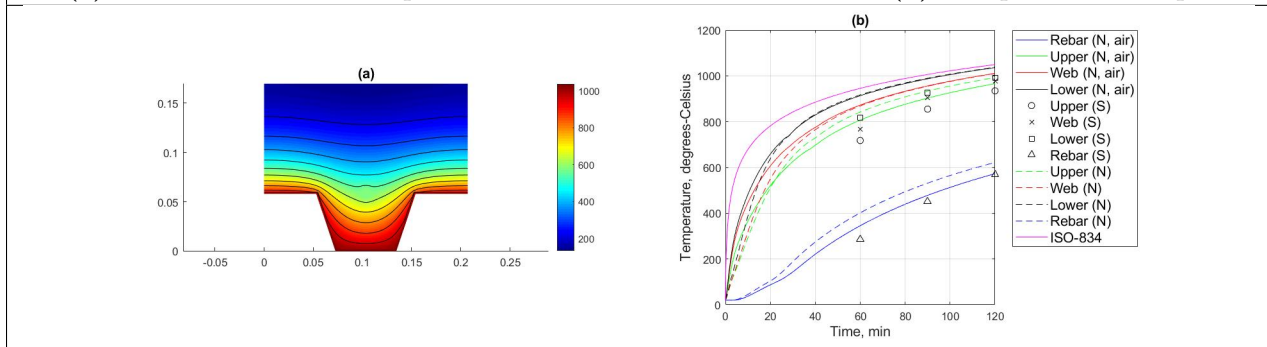 (a)
0.15
0.1
0.05
0
-0.05
0
0.05
0.1
0.15
0.2
0.25
1000
800
600
400
200
(b)
1200
1000
800
600
400
200
0
0
20
40
60
80
100
120
Temperature, degrees-Celsius
Time, min
Rebar (N, air)
Upper (N, air)
Web (N, air)
Lower (N, air)
Upper (S)
Web (S)
Lower (S)
Rebar (S)
Upper (N)
Web (N)
Lower (N)
Rebar (N)
ISO-834